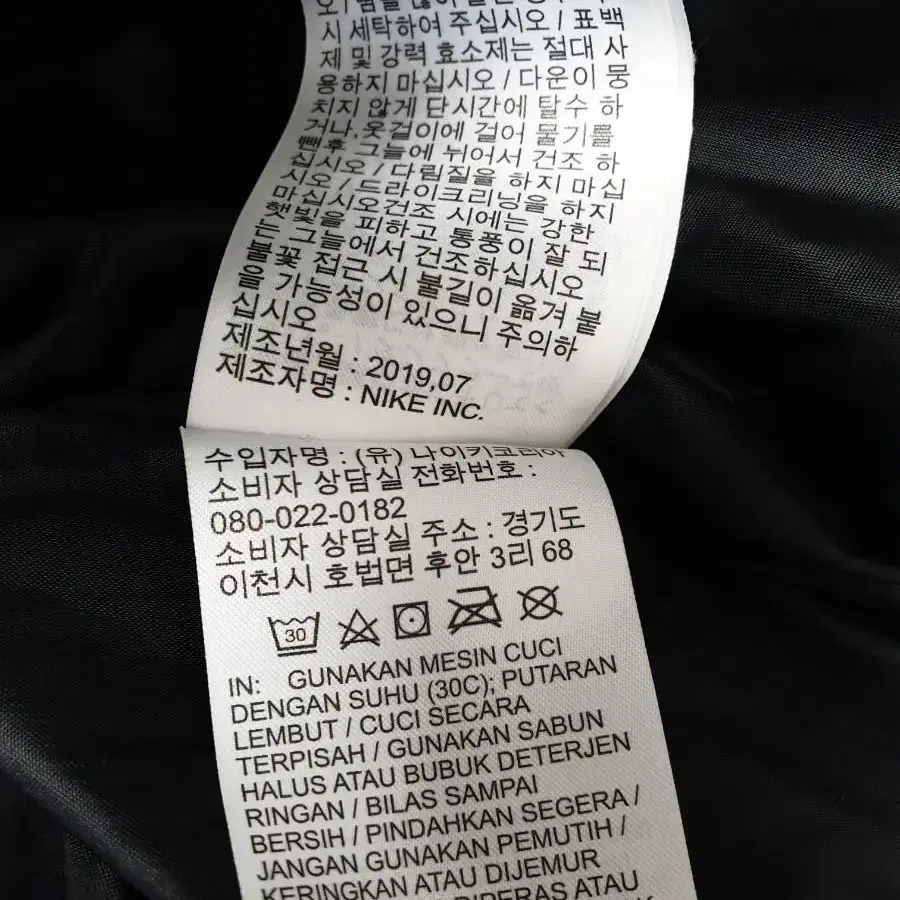 시 세탁하여 주십시오 / 표백
제 및 강력 효소제는 절대 사
용하지 마십시오 / 다운이 뭉
치지 않게 단시간에 탈수 하
거나. 옷걸이에 걸어 물기를
뺀후 그늘에 뉘어서 건조 하
십시오 / 다림질을 하지 마십
시오 / 드라이크리닝을 하지
마십시오건조 시에는 강한
햇빛을 피하고 통풍이 잘 되
는 그늘에서 건조하십시오
불꽃 접근 시 불길이 옮겨 붙
을 가능성이 있으니 주의하
십시오
제조년월 : 2019,07
제조자명 : NIKE INC.
수입자명 : (유) 나이키코리아
소비자 상담실 전화번호 :
080-022-0182
소비자 상담실 주소 : 경기도
이천시 호법면 후안 3리 68
30
IN: GUNAKAN MESIN CUCI
DENGAN SUHU (30C); PUTARAN
LEMBUT / CUCI SECARA
TERPISAH / GUNAKAN SABUN
HALUS ATAU BUBUK DETERJEN
RINGAN / BILAS SAMPAI
BERSIH / PINDAHKAN SEGERA /
JANGAN GUNAKAN PEMUTIH /
KERINGKAN ATAU DIJEMUR
DIPERAS ATAU